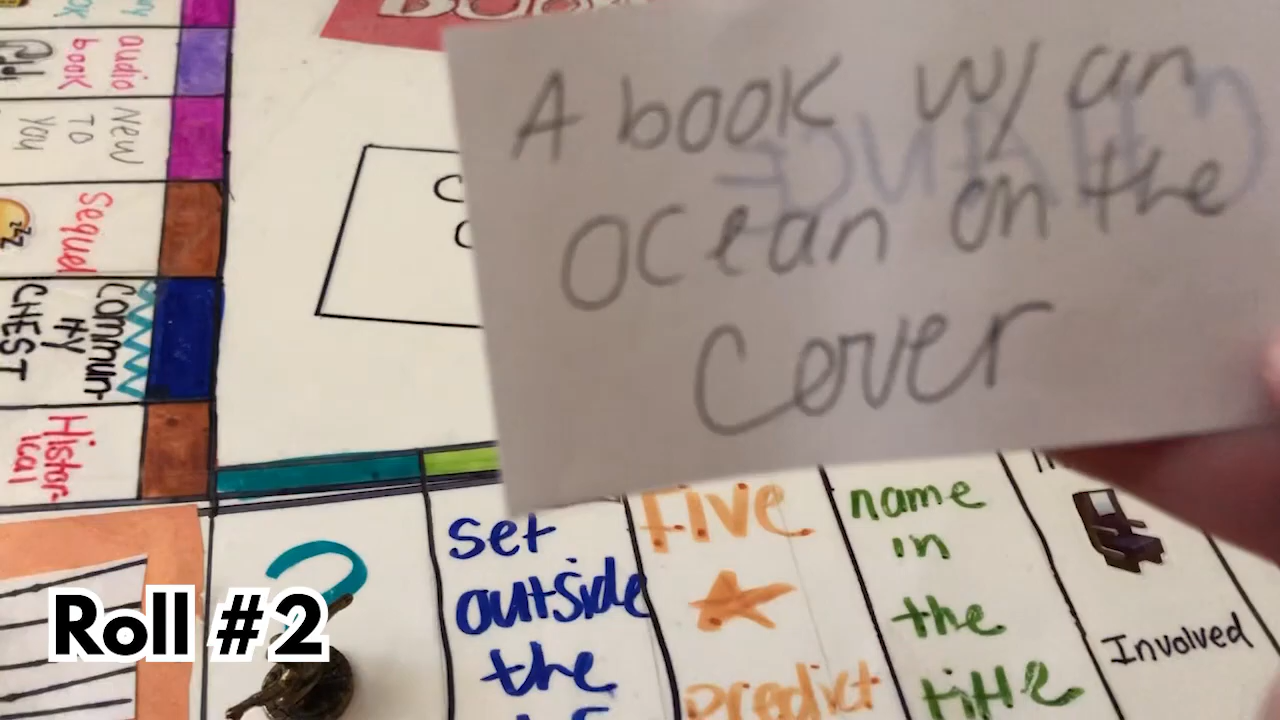 A book w/ an
ocean on the
cover
CHANCE
audio
book
New
To
You
Sequel
Commun-
ity
CHEST
Histor-
ical
set
outside
the
Five
predict
name
in
the
title
Involved
Roll #2